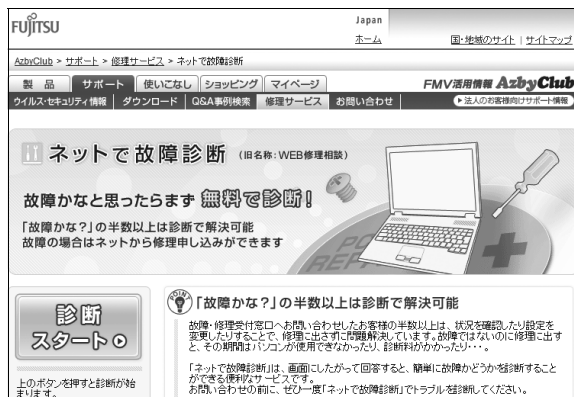 FUJITSU
Japan
ホーム
国・地域のサイト | サイトマップ
AzbyClub > サポート > 修理サービス > ネットで故障診断
製 品 サポート 使いこなし ショッピング マイページ
FMV活用情報 AzbyClub
ウイルス・セキュリティ情報 ダウンロード Q&A事例検索 修理サービス お問い合わせ
法人のお客様向けサポート情報
ネットで故障診断 (旧名称:WEB修理相談)
故障かなと思ったらまず 無料で診断!
「故障かな?」の半数以上は診断で解決可能
故障の場合はネットから修理申し込みができます
PC REPAIR
診断
スタート
上のボタンを押すと診断が始
まります。
POINT
「故障かな?」の半数以上は診断で解決可能
故障・修理受付窓口へお問い合わせしたお客様の半数以上は、状況を確認したり設定を
変更したりすることで、修理に出さずに問題解決しています。故障ではないのに修理に出す
と、その期間はパソコンが使用できなかったり、診断料がかかったり・・・。
「ネットで故障診断」は、画面にしたがって回答すると、簡単に故障かどうかを診断すること
ができる便利なサービスです。
お問い合わせの前に、ぜひ一度「ネットで故障診断」でトラブルを診断してください。